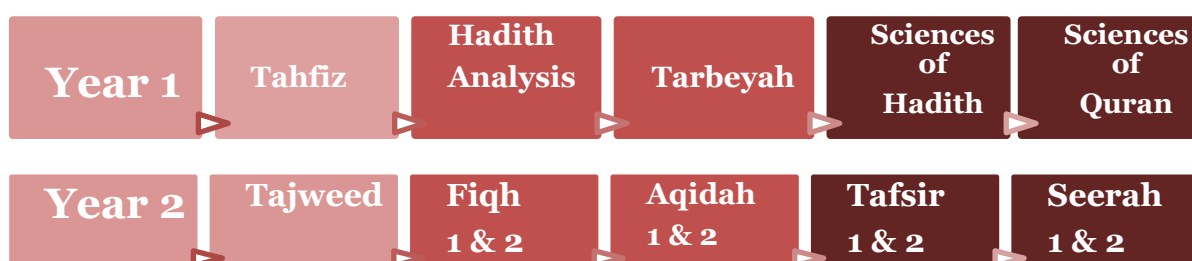 Year 1
Tahfiz
Hadith
Analysis
Tarbeyah
Sciences
of
Hadith
Sciences
of
Quran
Year 2
Tajweed
Fiqh
1 & 2
Aqidah
1 & 2
Tafsir
1 & 2
Seerah
1 & 2